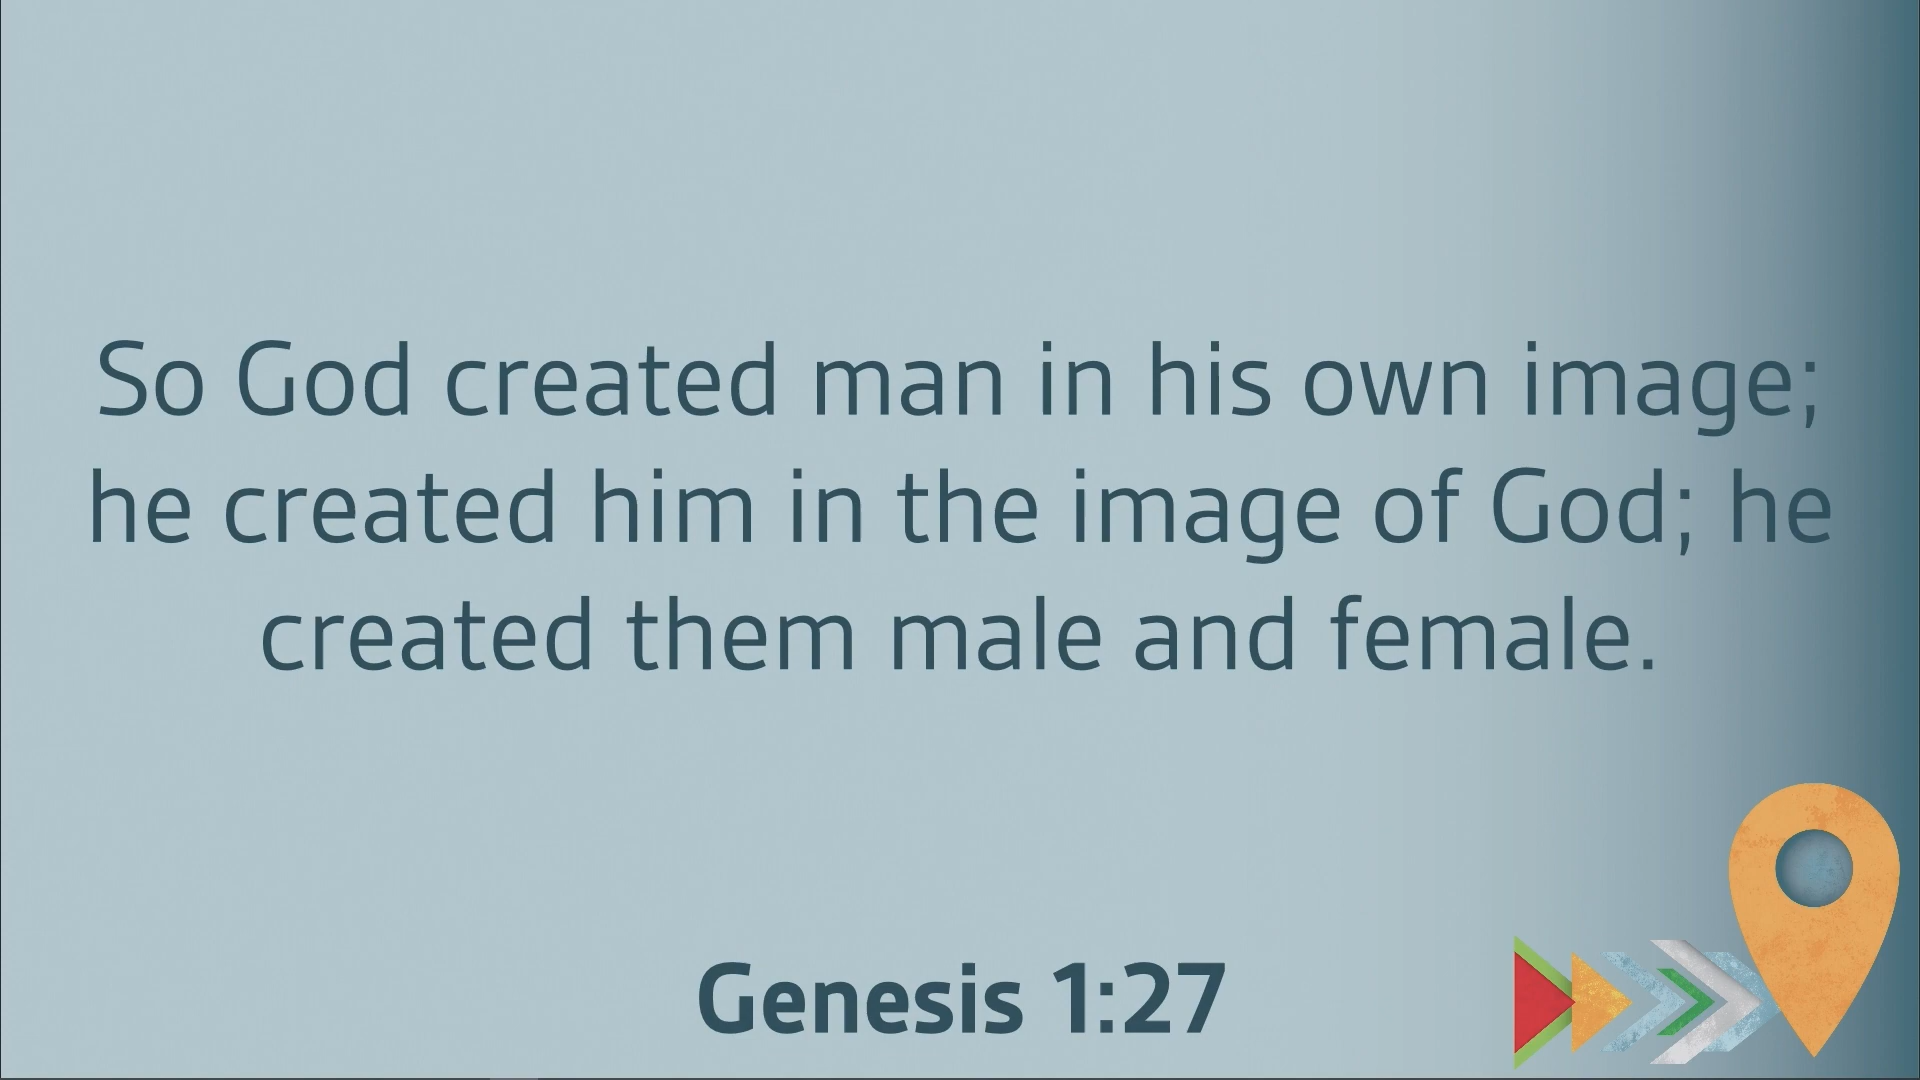 So God created man in his own image;
he created him in the image of God; he
created them male and female.
Genesis 1:27